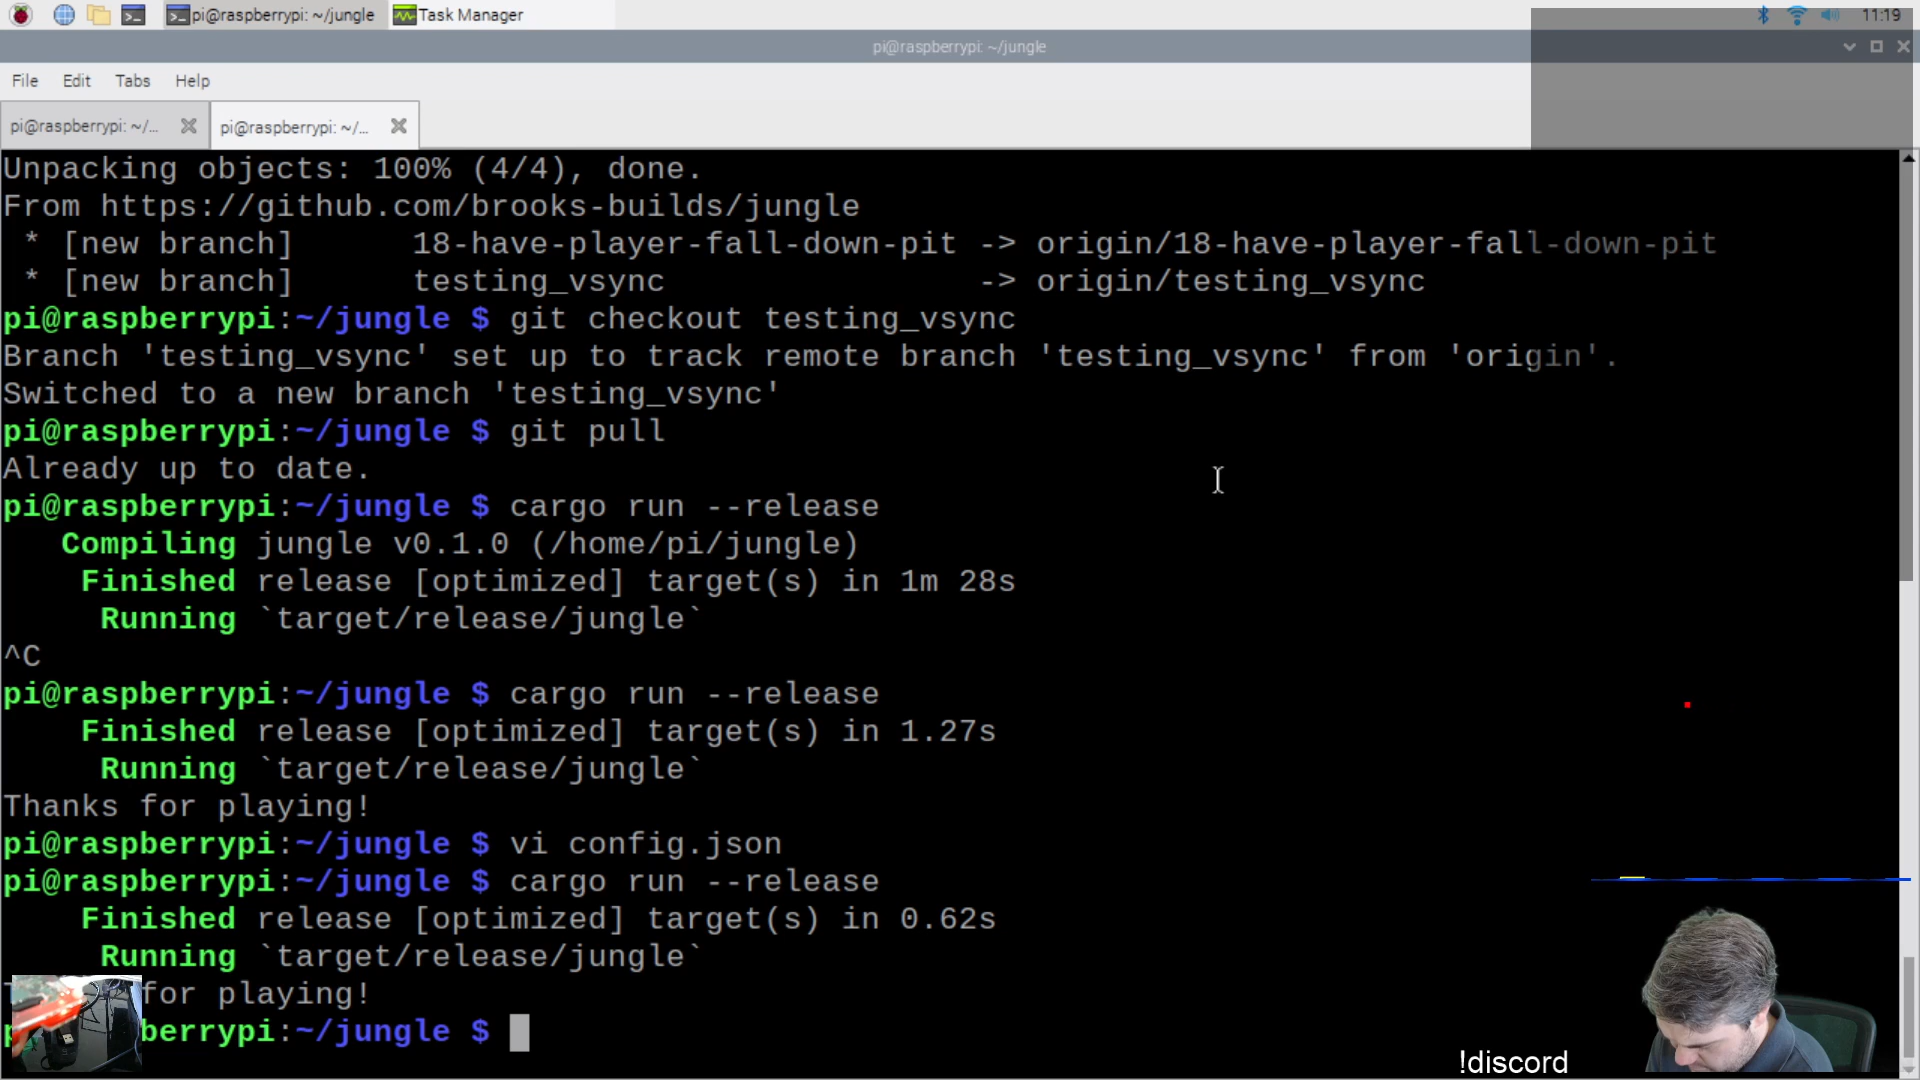 pi@raspberrypi: ~/jungle
Task Manager
11:19
pi@raspberrypi: ~/jungle
File Edit Tabs Help
pi@raspberrypi: ~/...
pi@raspberrypi: ~/...
Unpacking objects: 100% (4/4), done.
From https://github.com/brooks-builds/jungle
* [new branch] 18-have-player-fall-down-pit -> origin/18-have-player-fall-down-pit
* [new branch] testing_vsync -> origin/testing_vsync
pi@raspberrypi:~/jungle $ git checkout testing_vsync
Branch 'testing_vsync' set up to track remote branch 'testing_vsync' from 'origin'.
Switched to a new branch 'testing_vsync'
pi@raspberrypi:~/jungle $ git pull
Already up to date.
pi@raspberrypi:~/jungle $ cargo run --release
Compiling jungle v0.1.0 (/home/pi/jungle)
Finished release [optimized] target(s) in 1m 28s
Running `target/release/jungle`
^C
pi@raspberrypi:~/jungle $ cargo run --release
Finished release [optimized] target(s) in 1.27s
Running `target/release/jungle`
Thanks for playing!
pi@raspberrypi:~/jungle $ vi config.json
pi@raspberrypi:~/jungle $ cargo run --release
Finished release [optimized] target(s) in 0.62s
Running `target/release/jungle`
for playing!
berrypi:~/jungle $
!discord